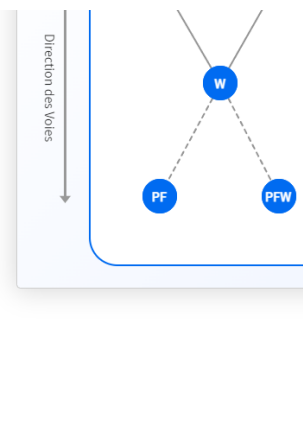 Direction des Voies
W
PF
PFW